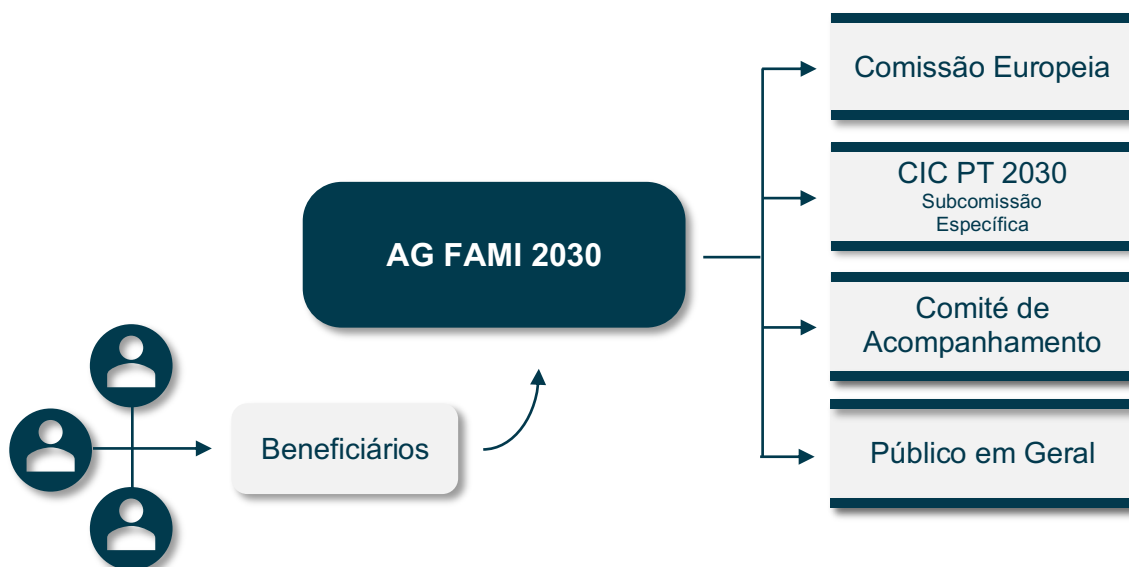 Comissão Europeia
CIC PT 2030
Subcomissão
Específica
AG FAMI 2030
Comité de
Acompanhamento
Beneficiários
Público em Geral